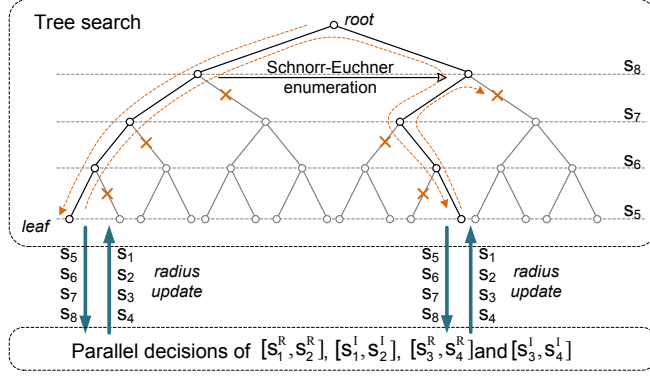 Tree search
root
Schnorr-Euchner
enumeration
s₈
s₇
s₆
s₅
leaf
s₅ s₁
s₆ s₂ radius
s₇ s₃ update
s₈ s₄
s₅ s₁
s₆ s₂ radius
s₇ s₃ update
s₈ s₄
Parallel decisions of [s₁ᴿ, s₂ᴿ], [s₁ᴵ, s₂ᴵ], [s₃ᴿ, s₄ᴿ] and [s₃ᴵ, s₄ᴵ]